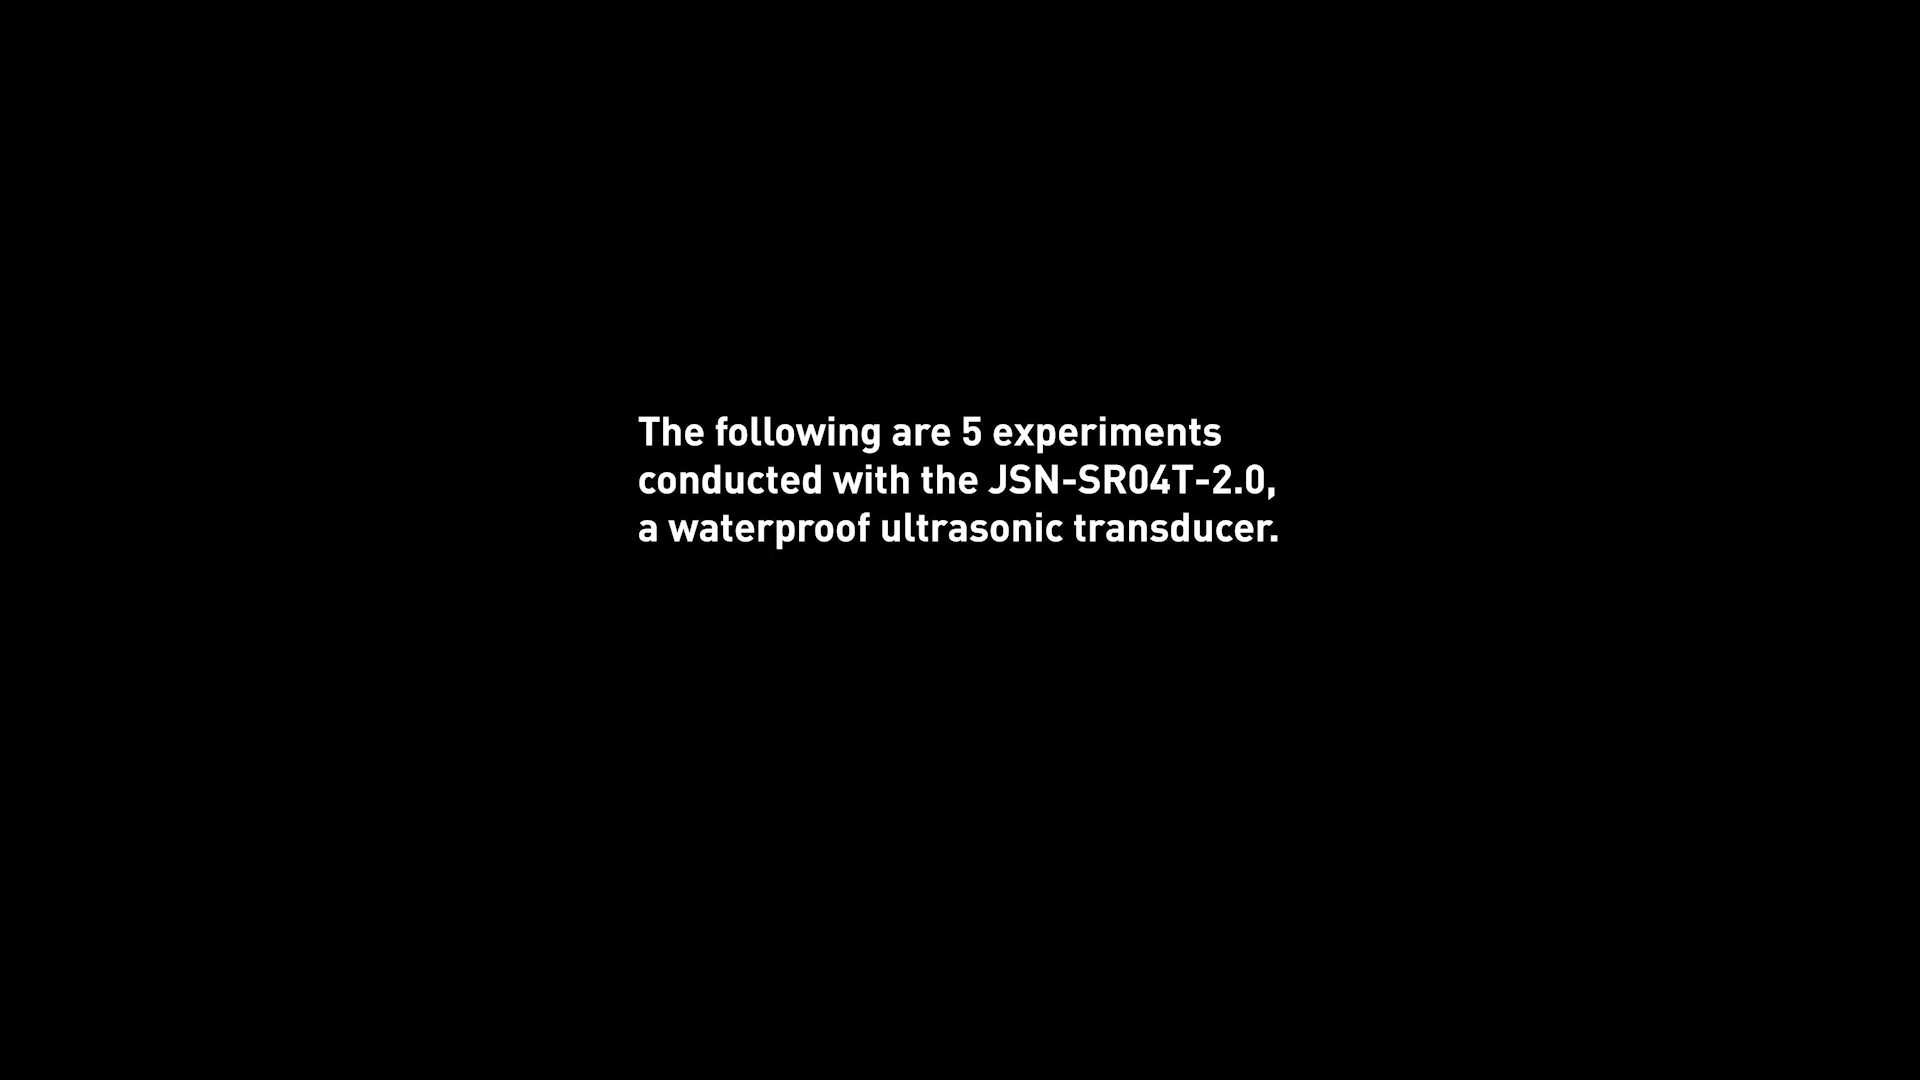 The following are 5 experiments
conducted with the JSN-SR04T-2.0,
a waterproof ultrasonic transducer.